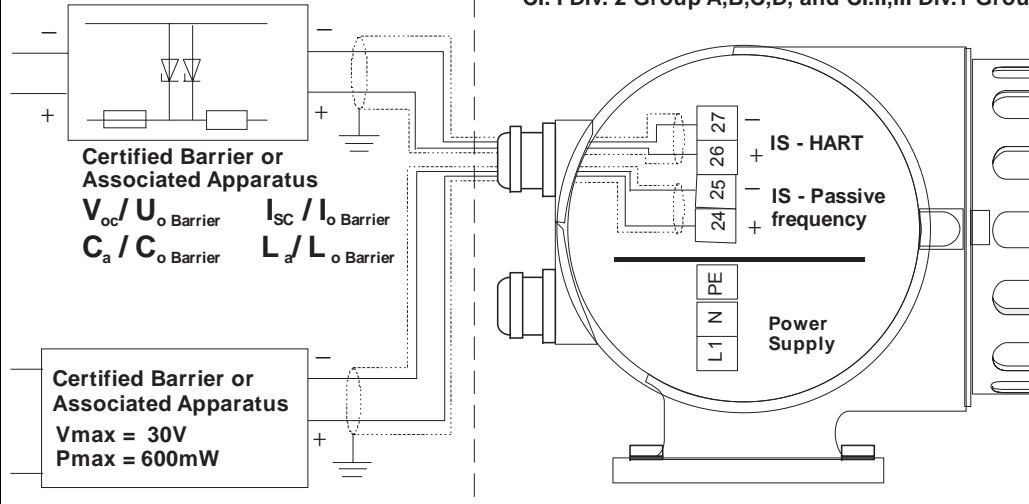 Cl. I Div. 2 Group A,B,C,D, and Cl.II,III Div.1 Grou
− −
+ +
Certified Barrier or
Associated Apparatus
Voc/ Uo Barrier ISC / Io Barrier
Ca / Co Barrier La/ Lo Barrier
27 −
IS - HART
26 +
25 −
IS - Passive
frequency
24 +
PE
N
L1
Power
Supply
−
Certified Barrier or
Associated Apparatus
Vmax = 30V
+
Pmax = 600mW